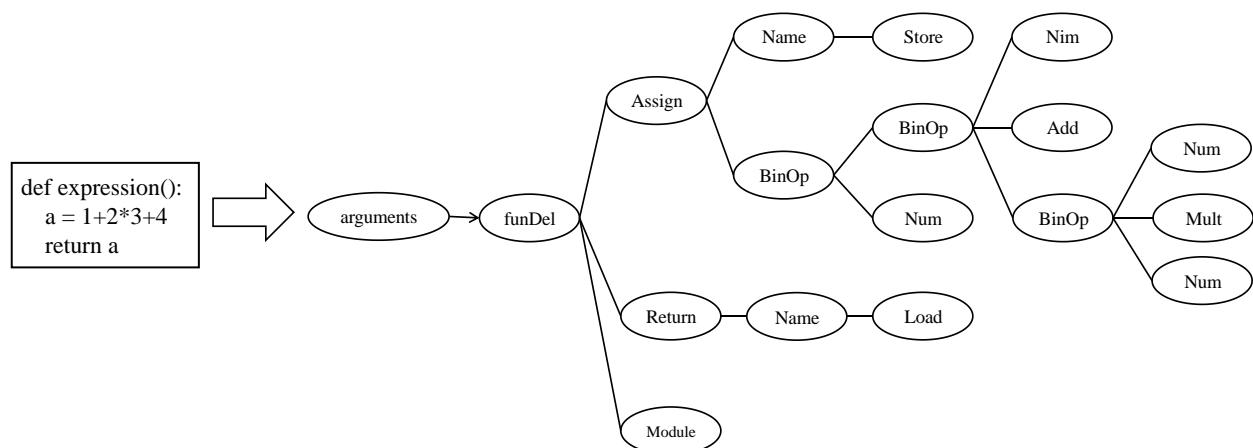 def expression():
a = 1+2*3+4
return a
arguments
funDel
Assign
Name
Store
BinOp
BinOp
Nim
Add
BinOp
Num
Mult
Num
Num
Return
Name
Load
Module